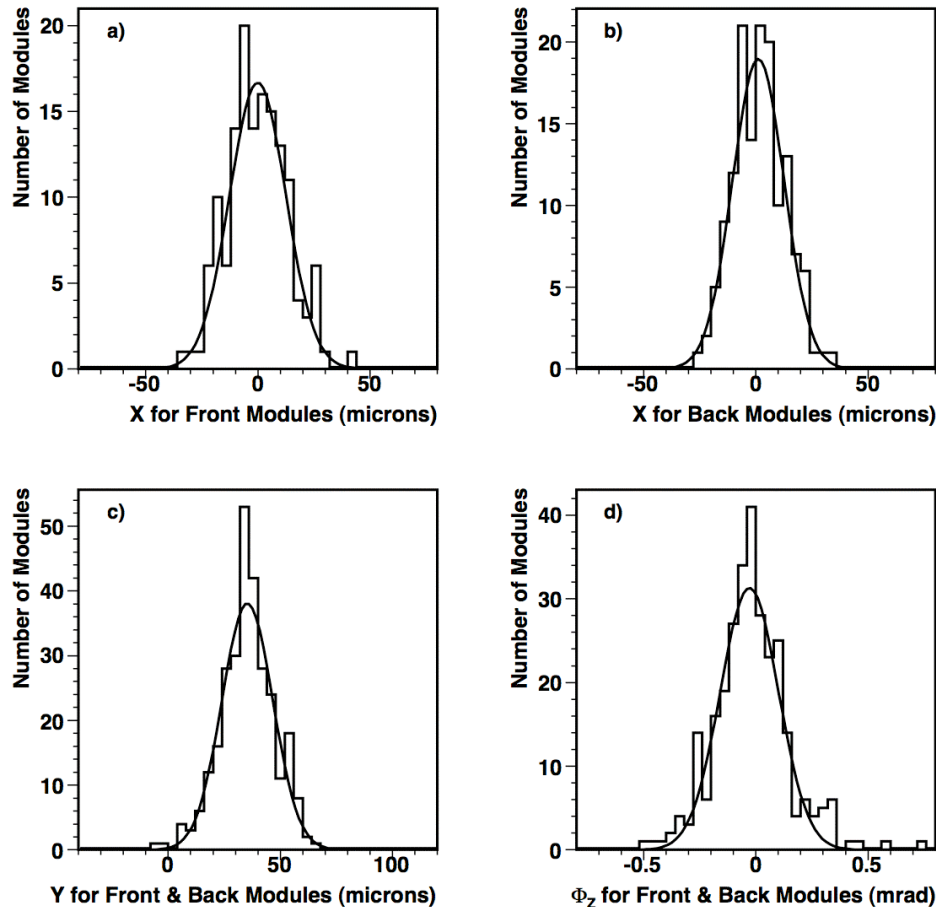 a)
Number of Modules
20
15
10
5
0
-50 0 50
X for Front Modules (microns)
b)
Number of Modules
20
15
10
5
0
-50 0 50
X for Back Modules (microns)
c)
Number of Modules
50
40
30
20
10
0
0 50 100
Y for Front & Back Modules (microns)
d)
Number of Modules
40
30
20
10
0
-0.5 0 0.5
Φz for Front & Back Modules (mrad)